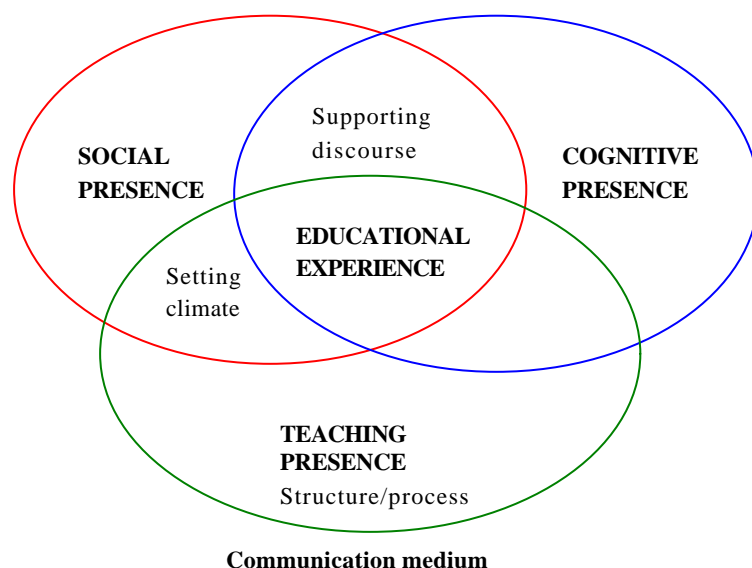 Supporting
discourse
SOCIAL
PRESENCE
COGNITIVE
PRESENCE
EDUCATIONAL
EXPERIENCE
Setting
climate
TEACHING
PRESENCE
Structure/process
Communication medium